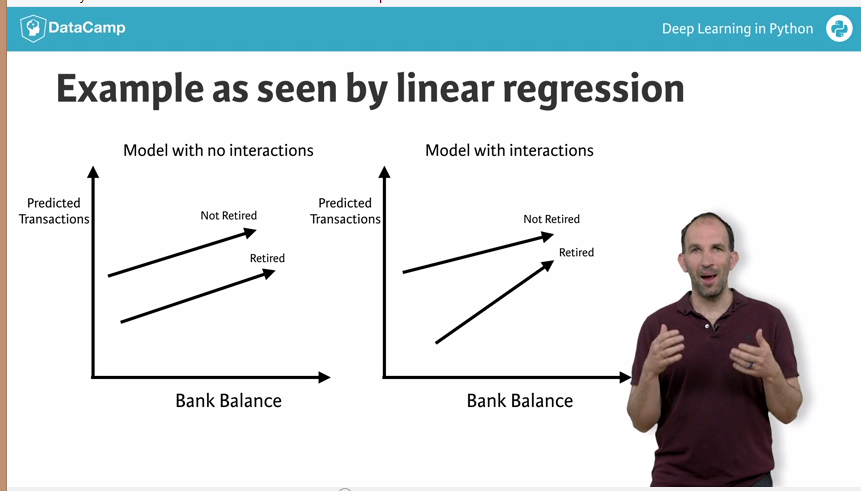 DataCamp
Deep Learning in Python
Example as seen by linear regression
Model with no interactions
Predicted
Transactions
Not Retired
Retired
Bank Balance
Model with interactions
Predicted
Transactions
Not Retired
Retired
Bank Balance